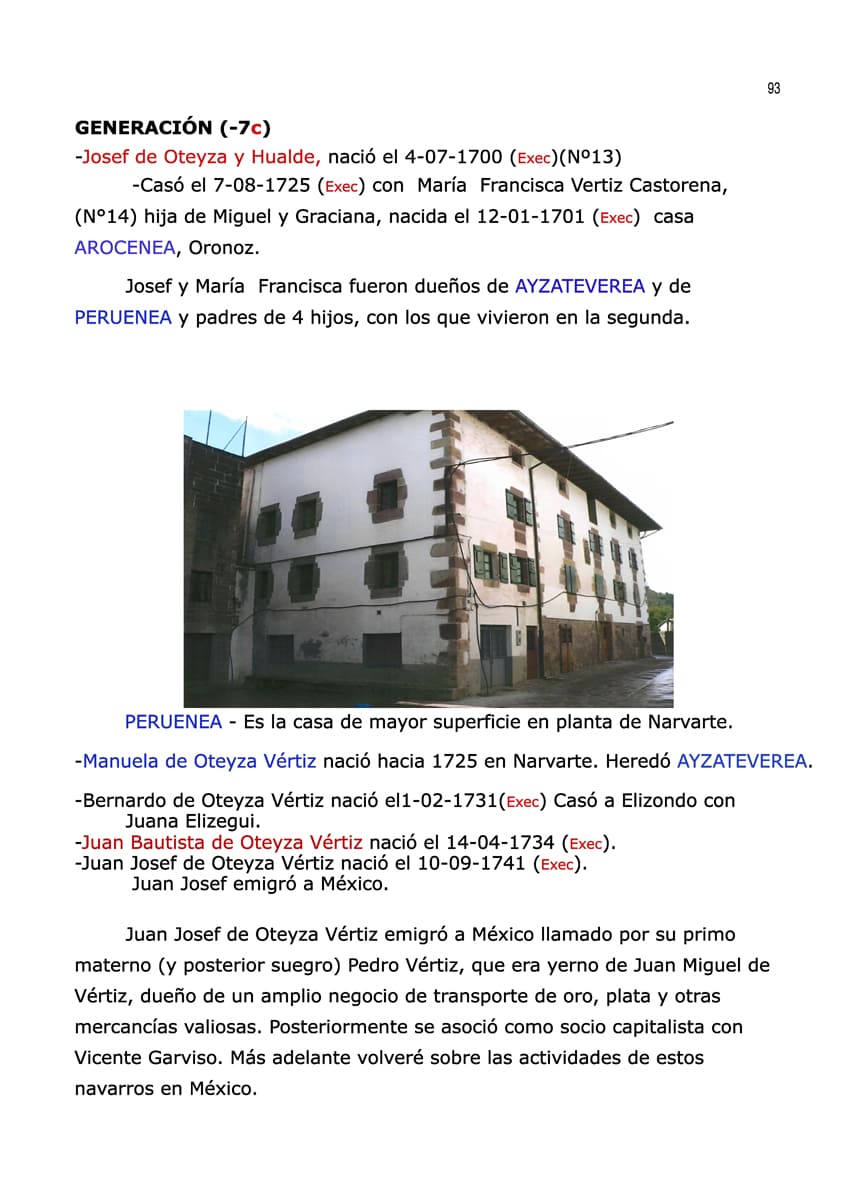 93
GENERACIÓN (-7c)
-Josef de Oteyza y Hualde, nació el 4-07-1700 (Exec)(Nº13)
-Casó el 7-08-1725 (Exec) con María Francisca Vertiz Castorena,
(N°14) hija de Miguel y Graciana, nacida el 12-01-1701 (Exec) casa
AROCENEA, Oronoz.
Josef y María Francisca fueron dueños de AYZATEVEREA y de
PERUENEA y padres de 4 hijos, con los que vivieron en la segunda.
PERUENEA - Es la casa de mayor superficie en planta de Narvarte.
-Manuela de Oteyza Vértiz nació hacia 1725 en Narvarte. Heredó AYZATEVEREA.
-Bernardo de Oteyza Vértiz nació el1-02-1731(Exec) Casó a Elizondo con
Juana Elizegui.
-Juan Bautista de Oteyza Vértiz nació el 14-04-1734 (Exec).
-Juan Josef de Oteyza Vértiz nació el 10-09-1741 (Exec).
Juan Josef emigró a México.
Juan Josef de Oteyza Vértiz emigró a México llamado por su primo
materno (y posterior suegro) Pedro Vértiz, que era yerno de Juan Miguel de
Vértiz, dueño de un amplio negocio de transporte de oro, plata y otras
mercancías valiosas. Posteriormente se asoció como socio capitalista con
Vicente Garviso. Más adelante volveré sobre las actividades de estos
navarros en México.